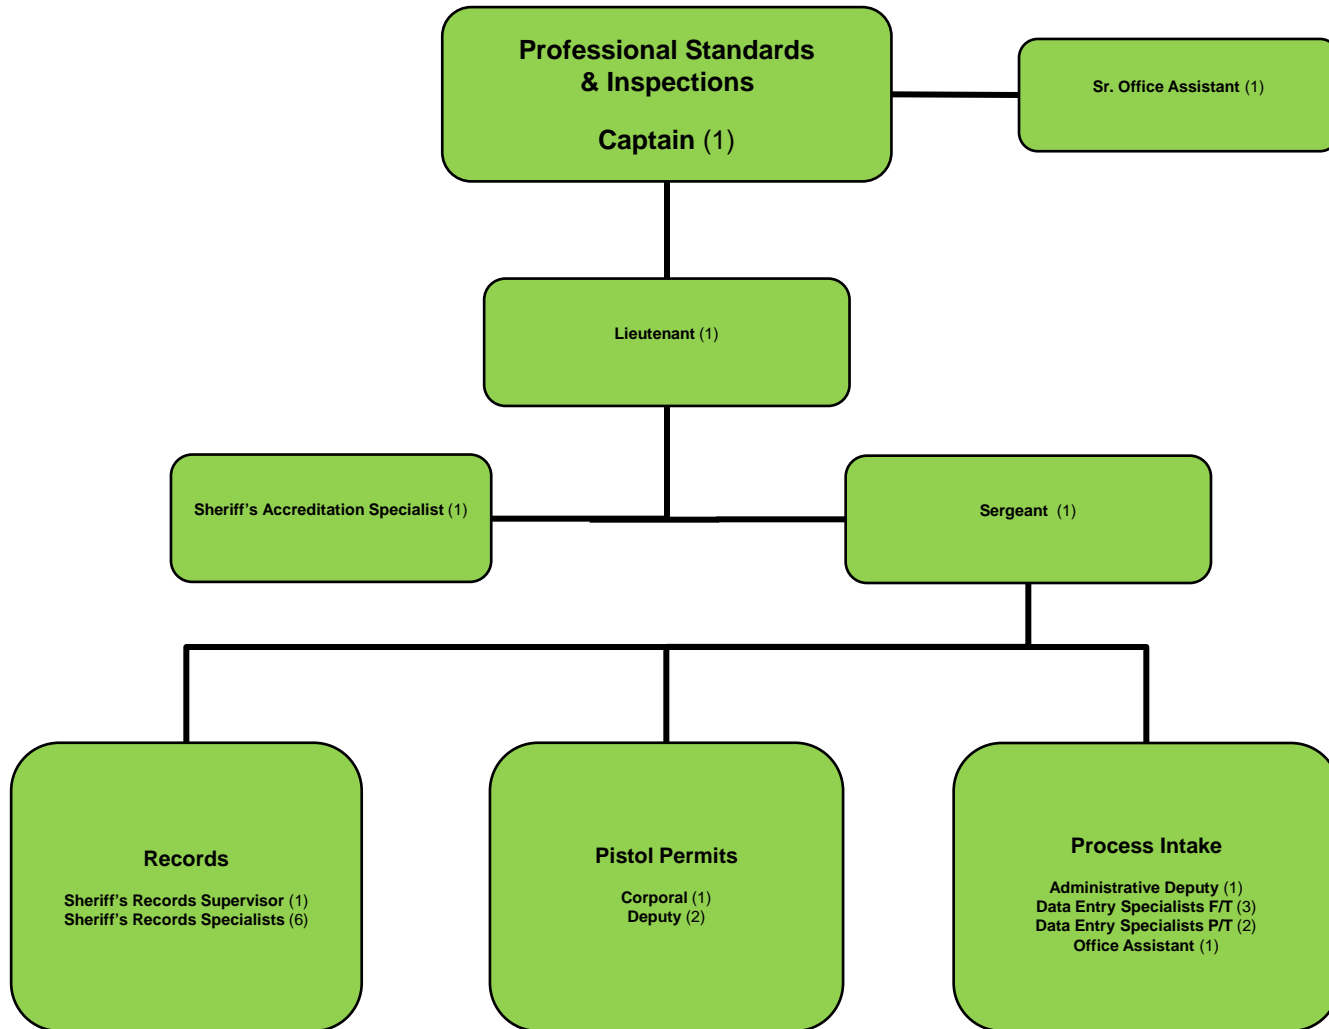 Professional Standards
& Inspections
Captain (1)
Sr. Office Assistant (1)
Lieutenant (1)
Sheriff’s Accreditation Specialist (1)
Sergeant  (1)
Records
Sheriff’s Records Supervisor (1)
Sheriff’s Records Specialists (6)
Pistol Permits
Corporal (1)
Deputy (2)
Process Intake
Administrative Deputy (1)
Data Entry Specialists F/T (3)
Data Entry Specialists P/T (2)
Office Assistant (1)